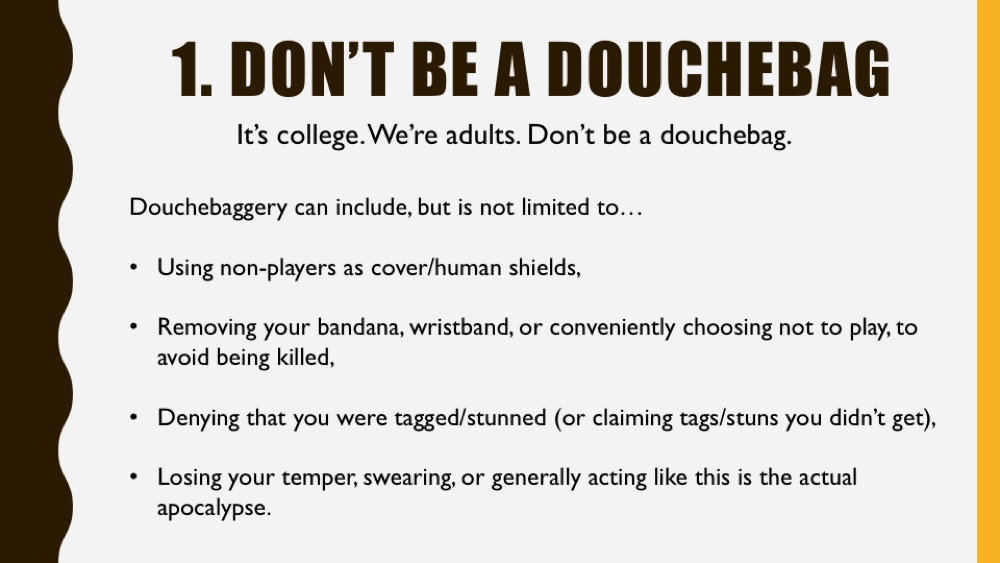 1. DON’T BE A DOUCHEBAG
It’s college. We’re adults. Don’t be a douchebag.
Douchebaggery can include, but is not limited to…
• Using non-players as cover/human shields,
• Removing your bandana, wristband, or conveniently choosing not to play, to
avoid being killed,
• Denying that you were tagged/stunned (or claiming tags/stuns you didn’t get),
• Losing your temper, swearing, or generally acting like this is the actual
apocalypse.